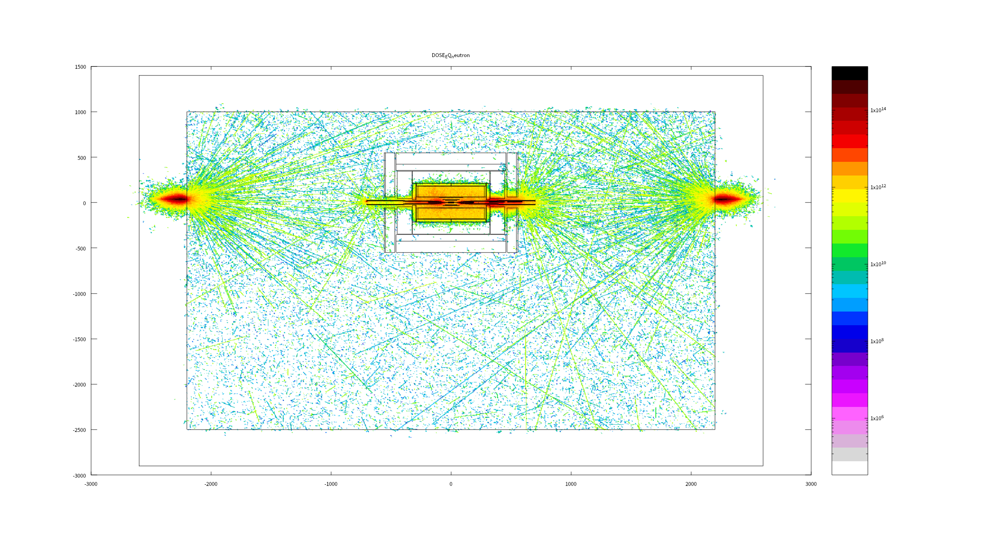 DOSE_EQ_neutron
1500
1000
500
0
-500
-1000
-1500
-2000
-2500
-3000
-3000 -2000 -1000 0 1000 2000 3000
1x10^14
1x10^12
1x10^10
1x10^8
1x10^6